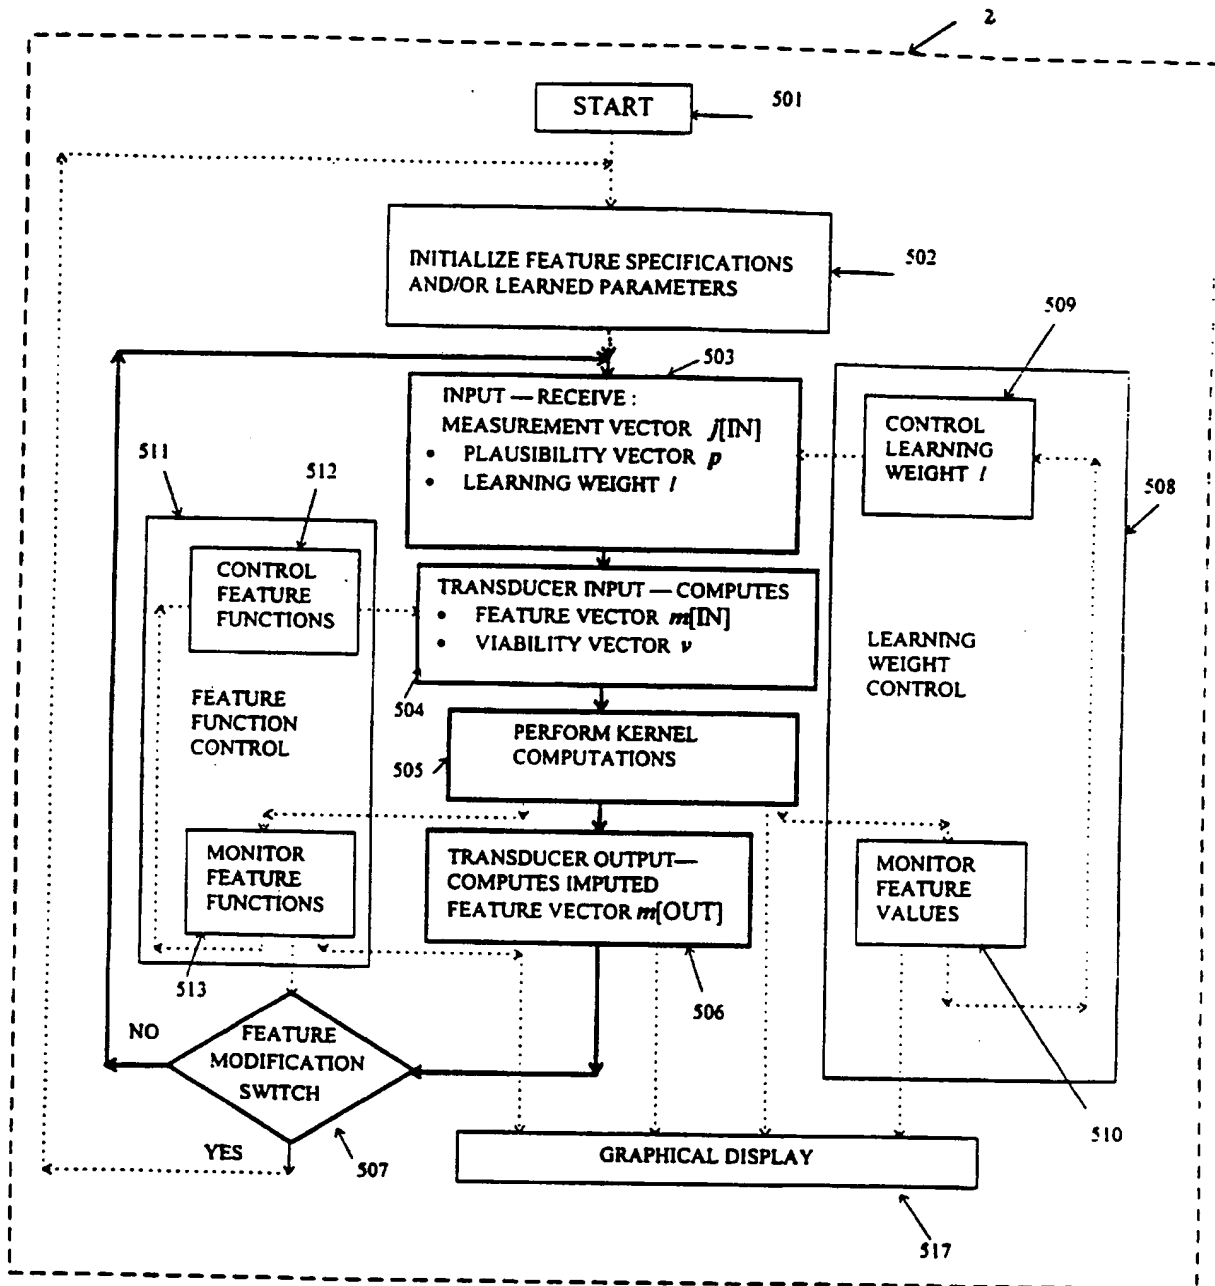 2
START
501
INITIALIZE FEATURE SPECIFICATIONS
AND/OR LEARNED PARAMETERS
502
503
INPUT — RECEIVE :
MEASUREMENT VECTOR j[IN]
• PLAUSIBILITY VECTOR p
• LEARNING WEIGHT l
509
CONTROL
LEARNING
WEIGHT l
508
511
512
CONTROL
FEATURE
FUNCTIONS
TRANSDUCER INPUT — COMPUTES
• FEATURE VECTOR m[IN]
• VIABILITY VECTOR v
504
LEARNING
WEIGHT
CONTROL
FEATURE
FUNCTION
CONTROL
PERFORM KERNEL
COMPUTATIONS
505
MONITOR
FEATURE
FUNCTIONS
513
TRANSDUCER OUTPUT—
COMPUTES IMPUTED
FEATURE VECTOR m[OUT]
506
MONITOR
FEATURE
VALUES
510
NO
FEATURE
MODIFICATION
SWITCH
YES
507
GRAPHICAL DISPLAY
517